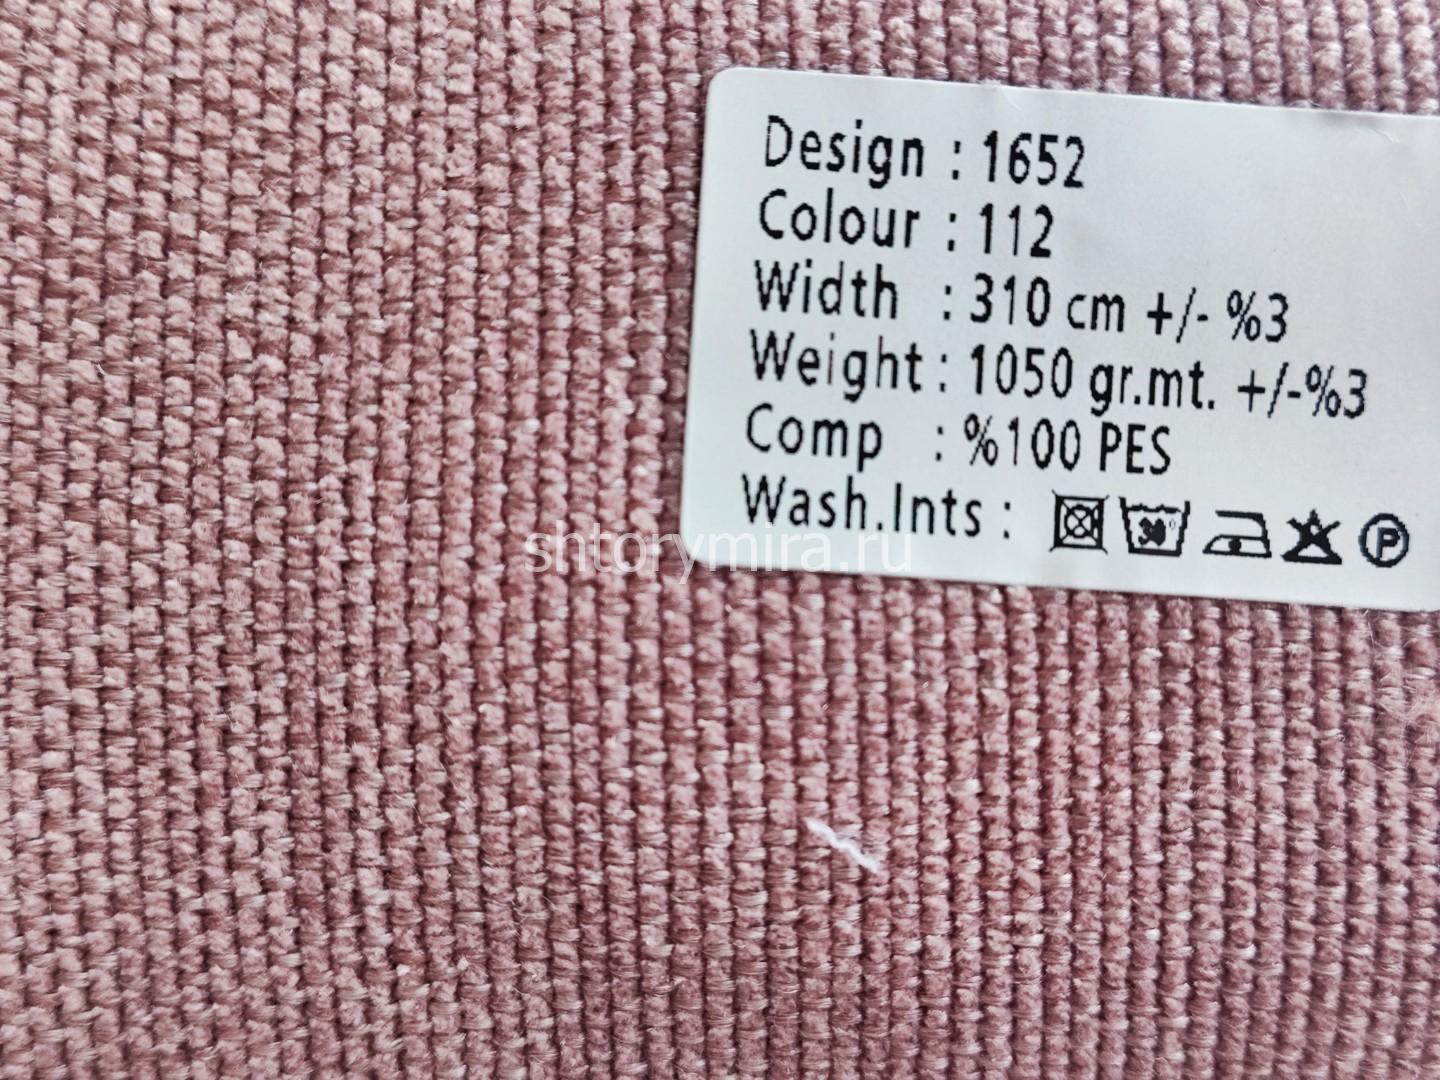 Design : 1652
Colour : 112
Width : 310 cm +/- %3
Weight : 1050 gr.mt. +/-%3
Comp : %100 PES
Wash.Ints : 30° P
shtorymira.ru